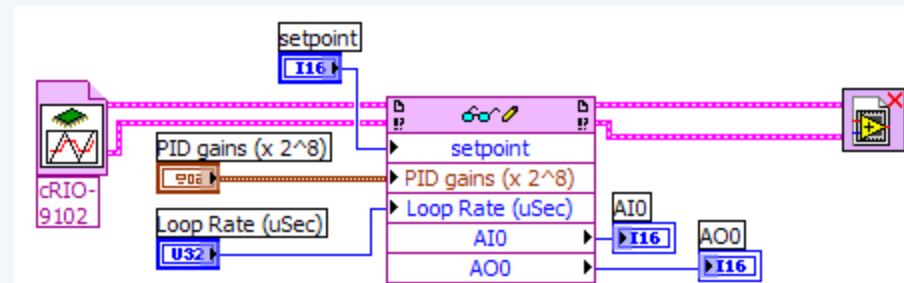 setpoint
I16
PID gains (x 2^8)
setpoint
PID gains (x 2^8)
cRIO-
9102
Loop Rate (uSec)
Loop Rate (uSec)
U32
AI0
AI0
I16
AO0
AO0
I16